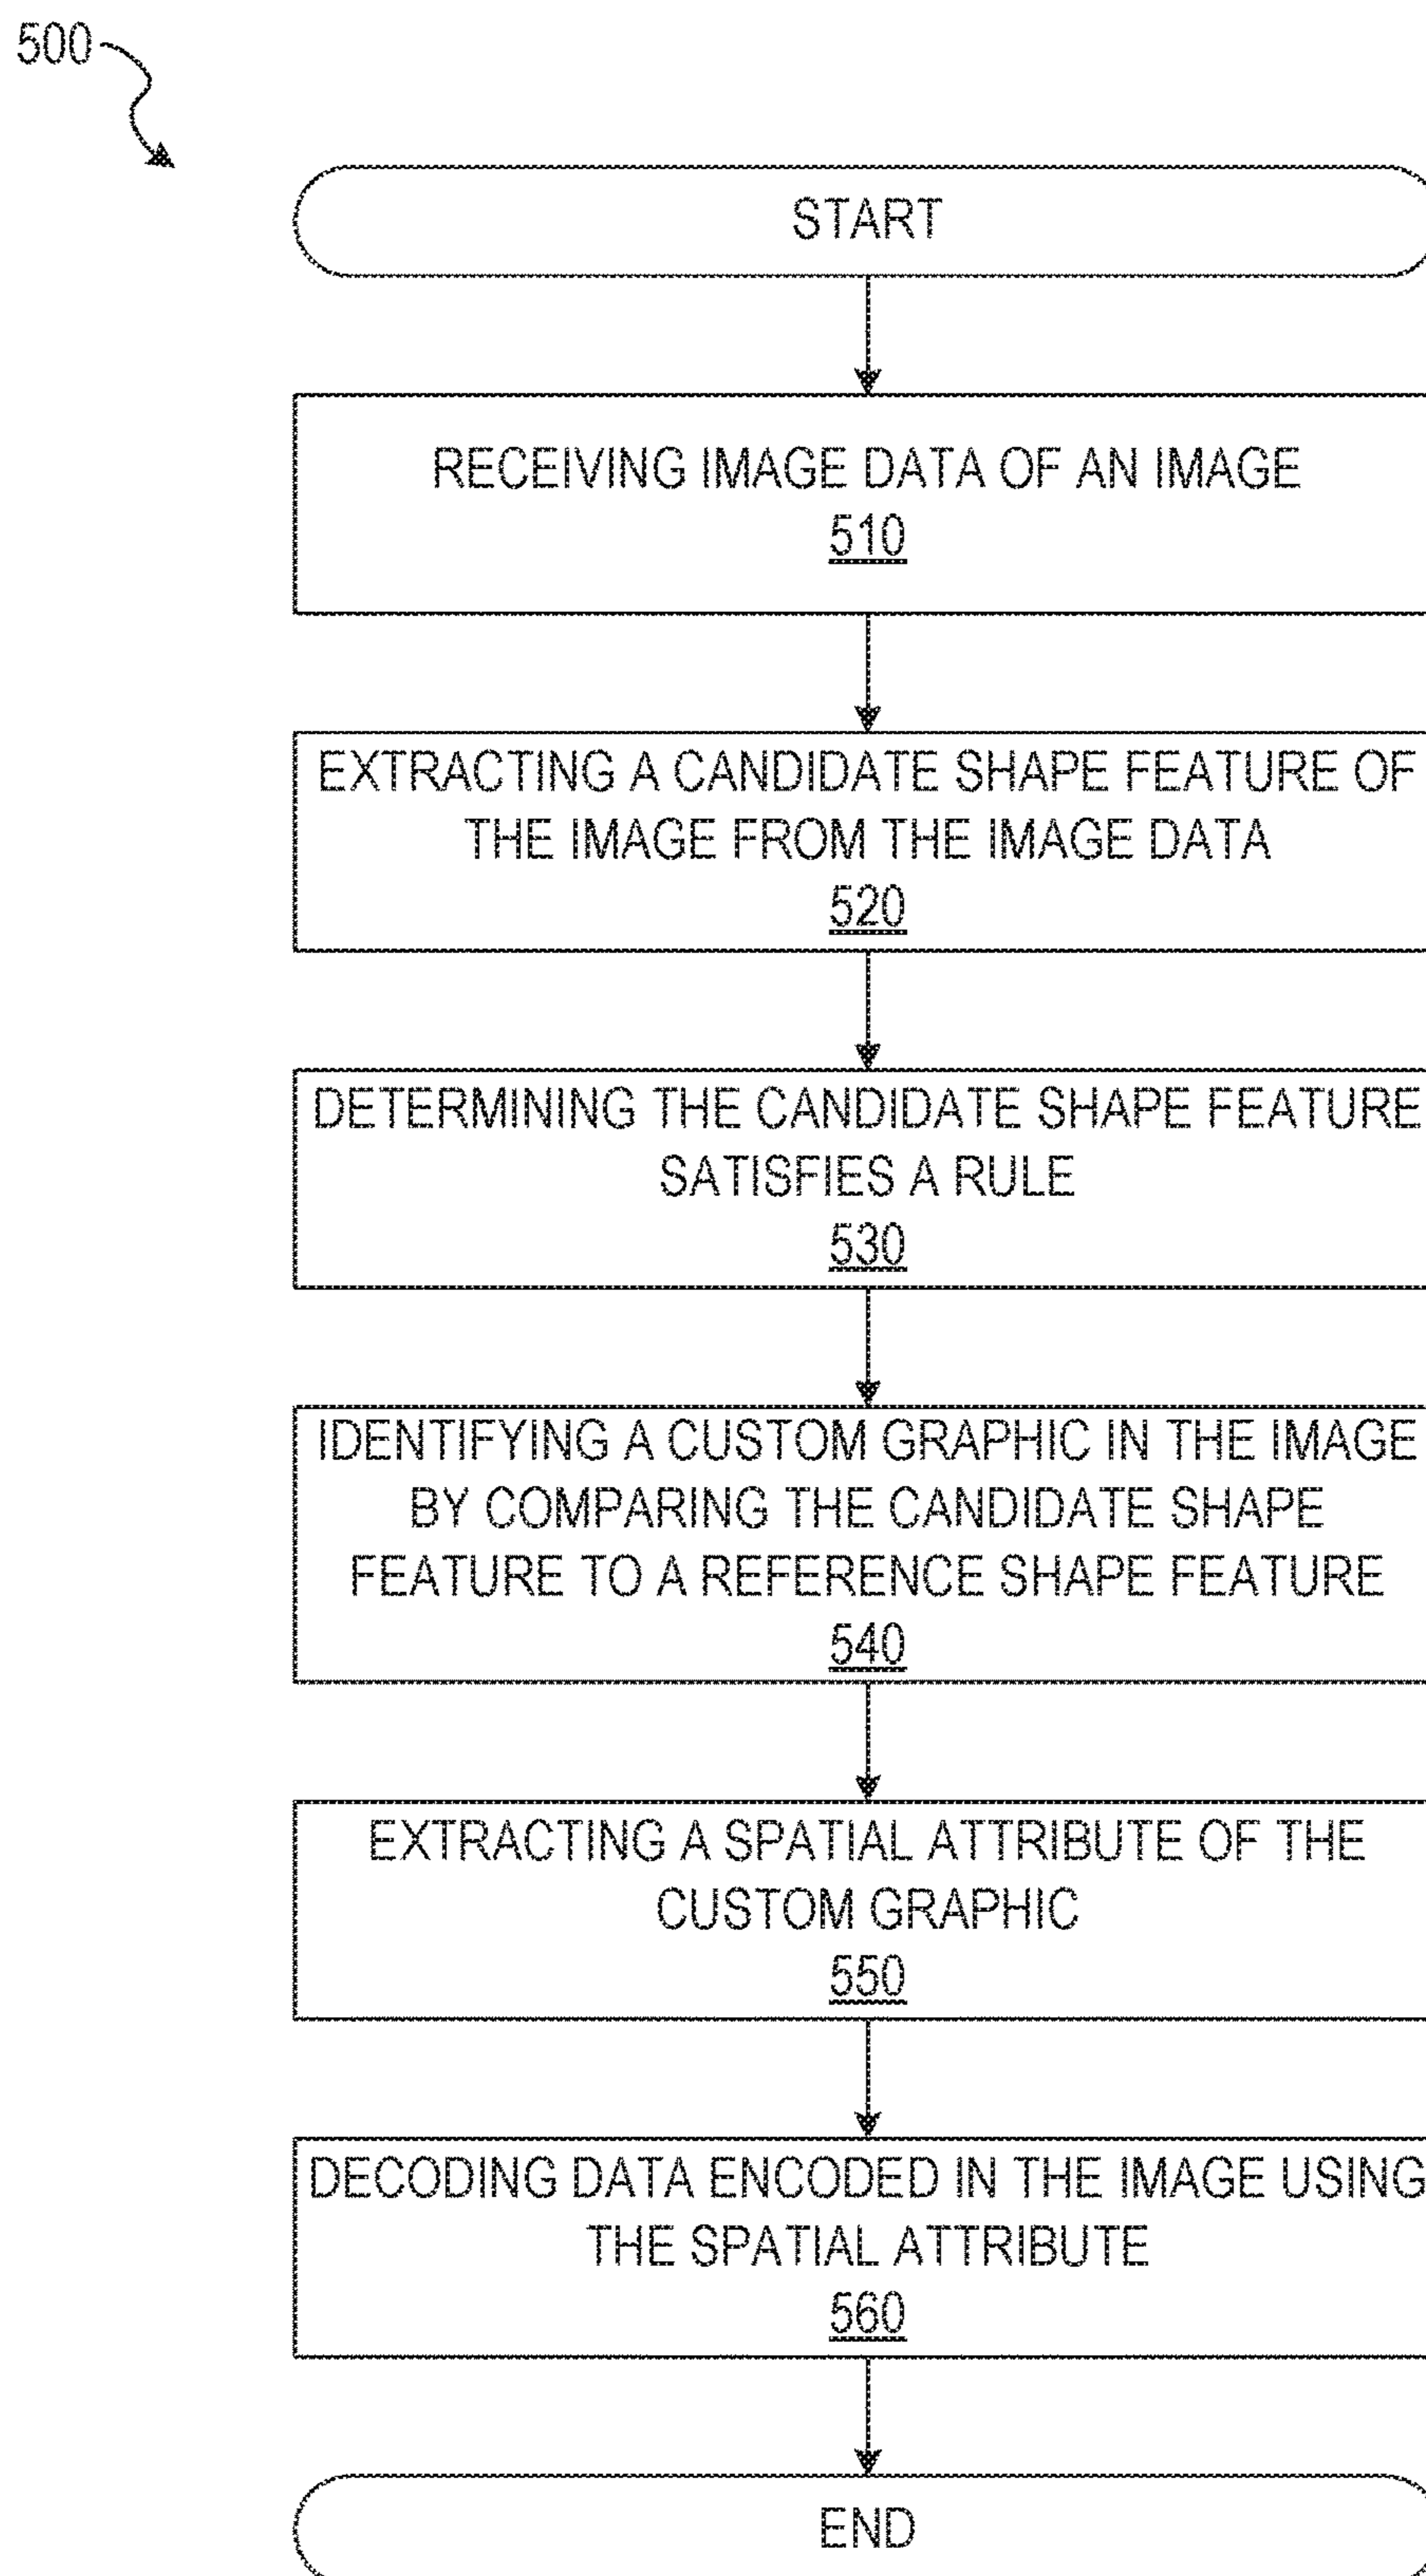 500
START
RECEIVING IMAGE DATA OF AN IMAGE
510
EXTRACTING A CANDIDATE SHAPE FEATURE OF
THE IMAGE FROM THE IMAGE DATA
520
DETERMINING THE CANDIDATE SHAPE FEATURE
SATISFIES A RULE
530
IDENTIFYING A CUSTOM GRAPHIC IN THE IMAGE
BY COMPARING THE CANDIDATE SHAPE
FEATURE TO A REFERENCE SHAPE FEATURE
540
EXTRACTING A SPATIAL ATTRIBUTE OF THE
CUSTOM GRAPHIC
550
DECODING DATA ENCODED IN THE IMAGE USING
THE SPATIAL ATTRIBUTE
560
END